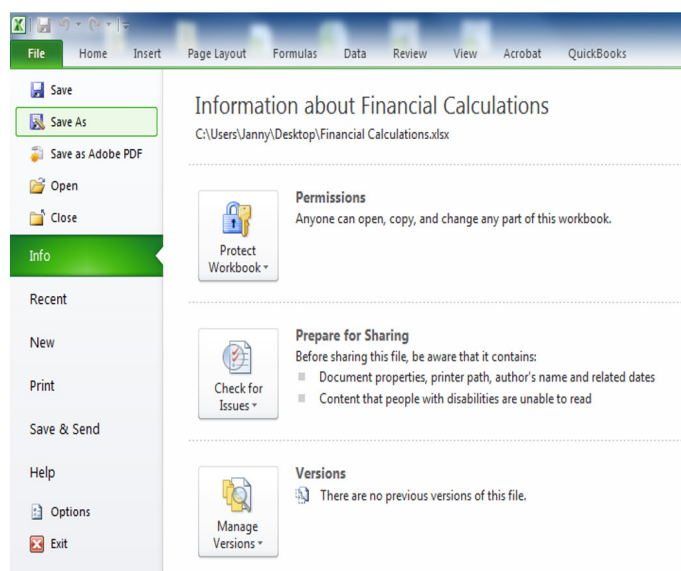 File Home Insert Page Layout Formulas Data Review View Acrobat QuickBooks
Save
Save As
Save as Adobe PDF
Open
Close
Info
Recent
New
Print
Save & Send
Help
Options
Exit
Information about Financial Calculations
C:\Users\Janny\Desktop\Financial Calculations.xlsx
Protect
Workbook
Permissions
Anyone can open, copy, and change any part of this workbook.
Check for
Issues
Prepare for Sharing
Before sharing this file, be aware that it contains:
Document properties, printer path, author's name and related dates
Content that people with disabilities are unable to read
Manage
Versions
Versions
There are no previous versions of this file.